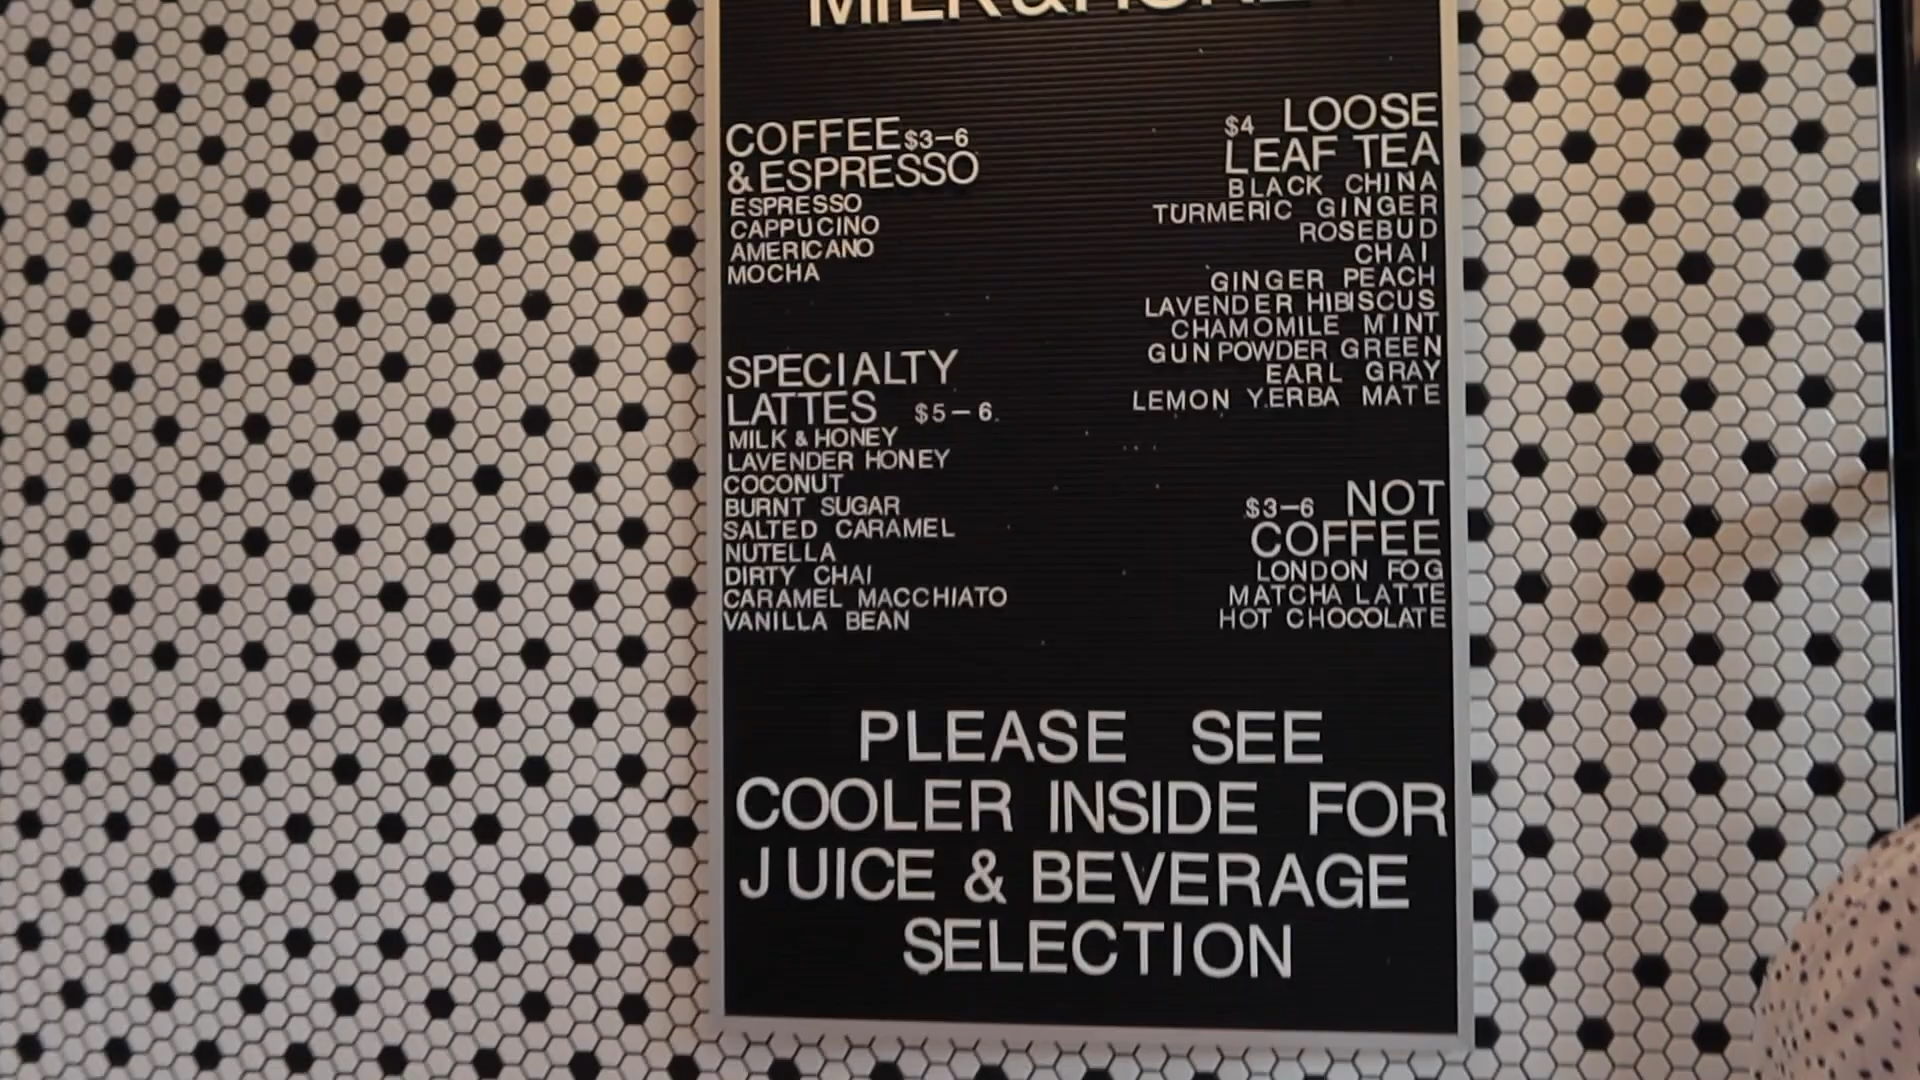 MILK&HONEY
COFFEE $3-6
& ESPRESSO
ESPRESSO
CAPPUCINO
AMERICANO
MOCHA
SPECIALTY
LATTES $5-6.
MILK & HONEY
LAVENDER HONEY
COCONUT
BURNT SUGAR
SALTED CARAMEL
NUTELLA
DIRTY CHAI
CARAMEL MACCHIATO
VANILLA BEAN
$4 LOOSE
LEAF TEA
BLACK CHINA
TURMERIC GINGER
ROSEBUD
CHAI
GINGER PEACH
LAVENDER HIBISCUS
CHAMOMILE MINT
GUNPOWDER GREEN
EARL GRAY
LEMON Y.ERBA MATE
$3-6 NOT
COFFEE
LONDON FOG
MATCHA LATTE
HOT CHOCOLATE
PLEASE SEE
COOLER INSIDE FOR
JUICE & BEVERAGE
SELECTION